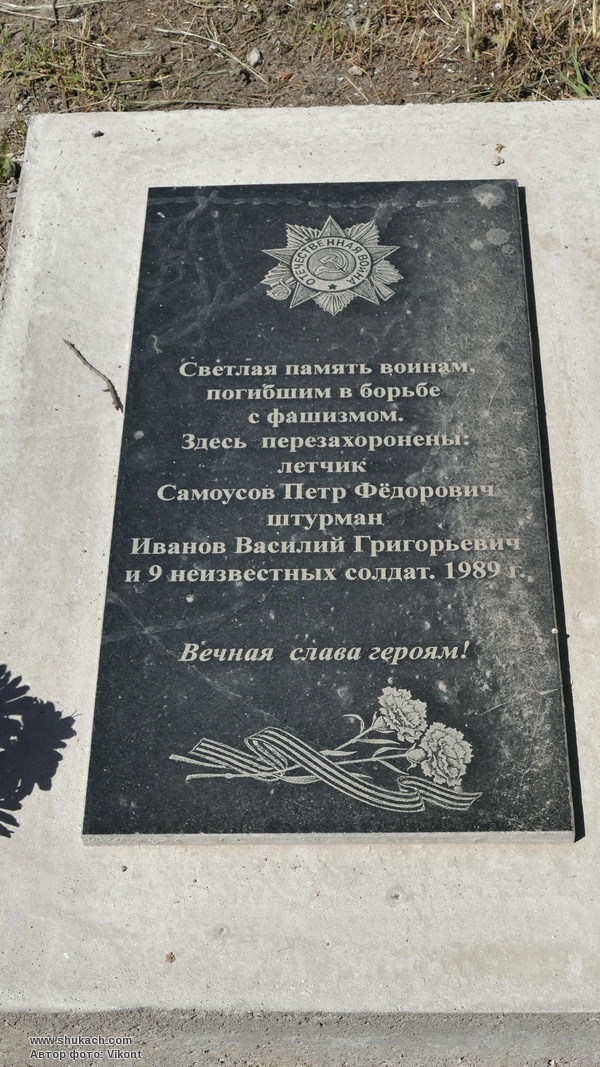 ОТЕЧЕСТВЕННАЯ ВОЙНА
Светлая память воинам,
погибшим в борьбе
с фашизмом.
Здесь перезахоронены:
летчик
Самоусов Петр Фёдорович
штурман
Иванов Василий Григорьевич
и 9 неизвестных солдат. 1989 г.
Вечная слава героям!
www.shukach.com
Автор фото: Vikont